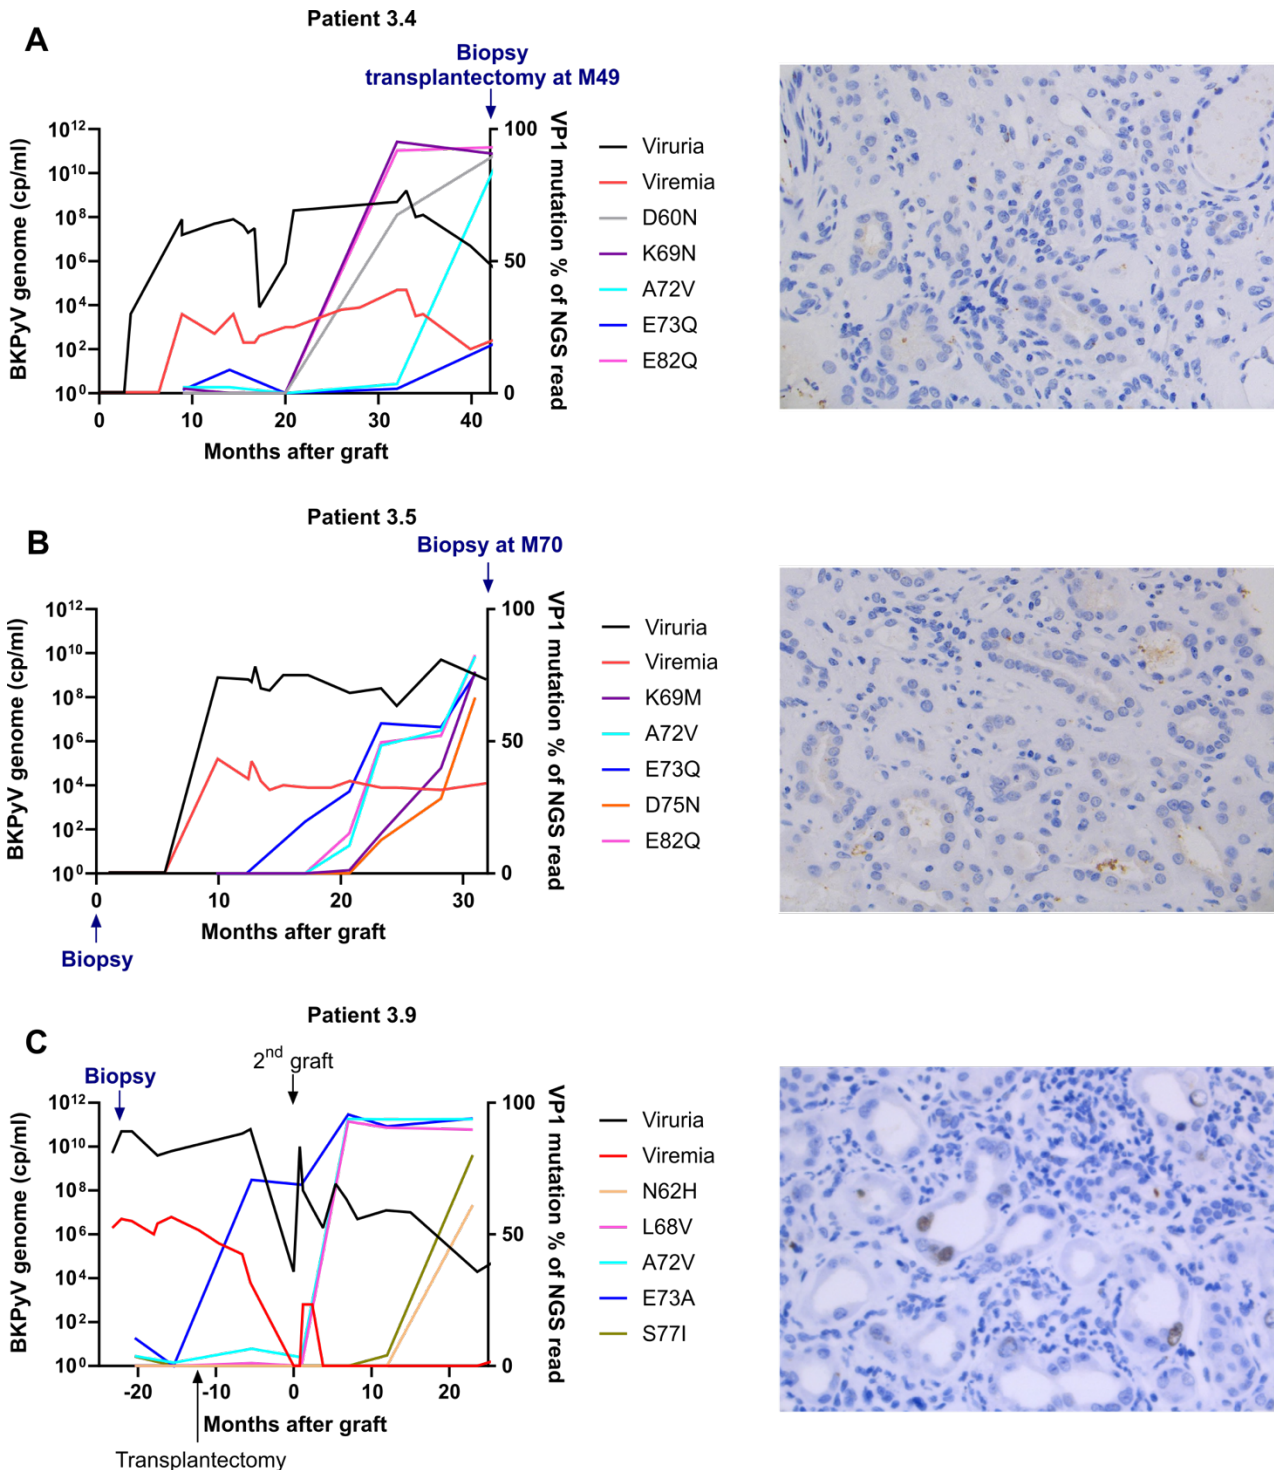 Patient 3.4
A
Biopsy
transplantectomy at M49
10¹²
10¹⁰
10⁸
10⁶
10⁴
10²
10⁰
BKPyV genome (cp/ml)
100
50
0
VP1 mutation % of NGS read
0 10 20 30 40
Months after graft
Viruria
Viremia
D60N
K69N
A72V
E73Q
E82Q
Patient 3.5
B
Biopsy at M70
10¹²
10¹⁰
10⁸
10⁶
10⁴
10²
10⁰
BKPyV genome (cp/ml)
100
50
0
VP1 mutation % of NGS read
0 10 20 30
Months after graft
Biopsy
Viruria
Viremia
K69M
A72V
E73Q
D75N
E82Q
Patient 3.9
C
Biopsy
2ⁿᵈ graft
10¹²
10¹⁰
10⁸
10⁶
10⁴
10²
10⁰
BKPyV genome (cp/ml)
100
50
0
VP1 mutation % of NGS read
-20 -10 0 10 20
Months after graft
Transplantectomy
Viruria
Viremia
N62H
L68V
A72V
E73A
S77I